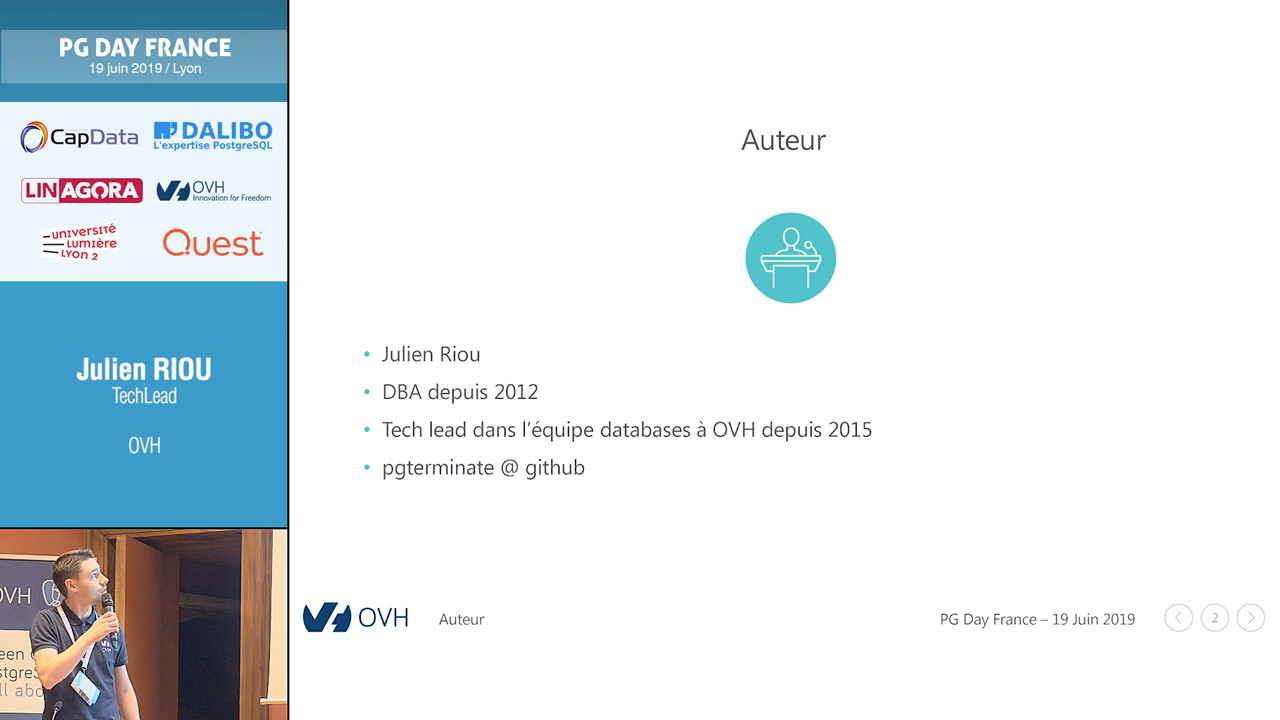 PG DAY FRANCE
19 juin 2019 / Lyon
CapData
DALIBO
L'expertise PostgreSQL
LINAGORA
OVH
Innovation for Freedom
UNIVERSITÉ
LUMIÈRE
LYON 2
Quest
Julien RIOU
TechLead
OVH
Auteur
• Julien Riou
• DBA depuis 2012
• Tech lead dans l'équipe databases à OVH depuis 2015
• pgterminate @ github
OVH
Auteur
PG Day France – 19 Juin 2019
2